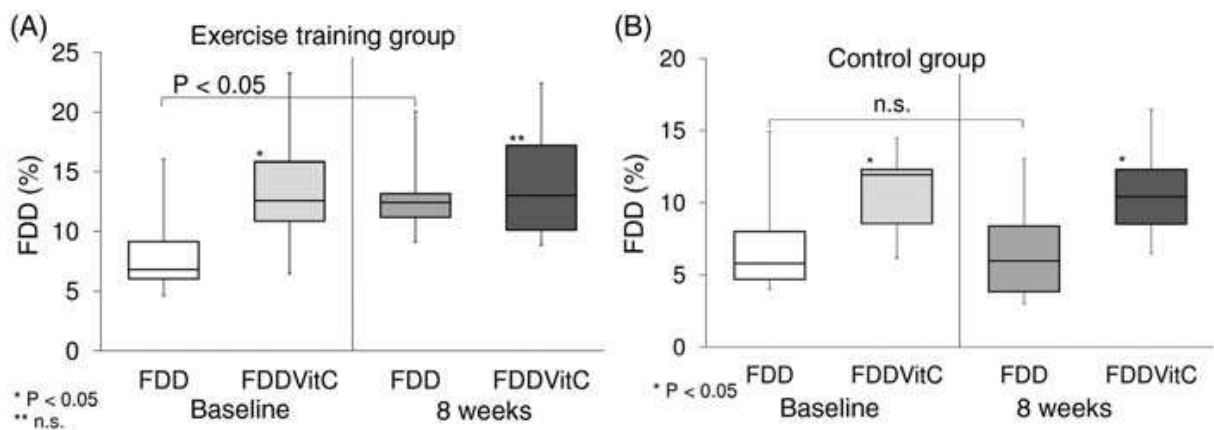 (A)
Exercise training group
25
20
15
10
5
0
FDD (%)
P < 0.05
*
**
FDD FDDVitC FDD FDDVitC
Baseline 8 weeks
* P < 0.05
** n.s.
(B)
Control group
20
15
10
5
0
FDD (%)
n.s.
*
*
FDD FDDVitC FDD FDDVitC
* P < 0.05
Baseline 8 weeks